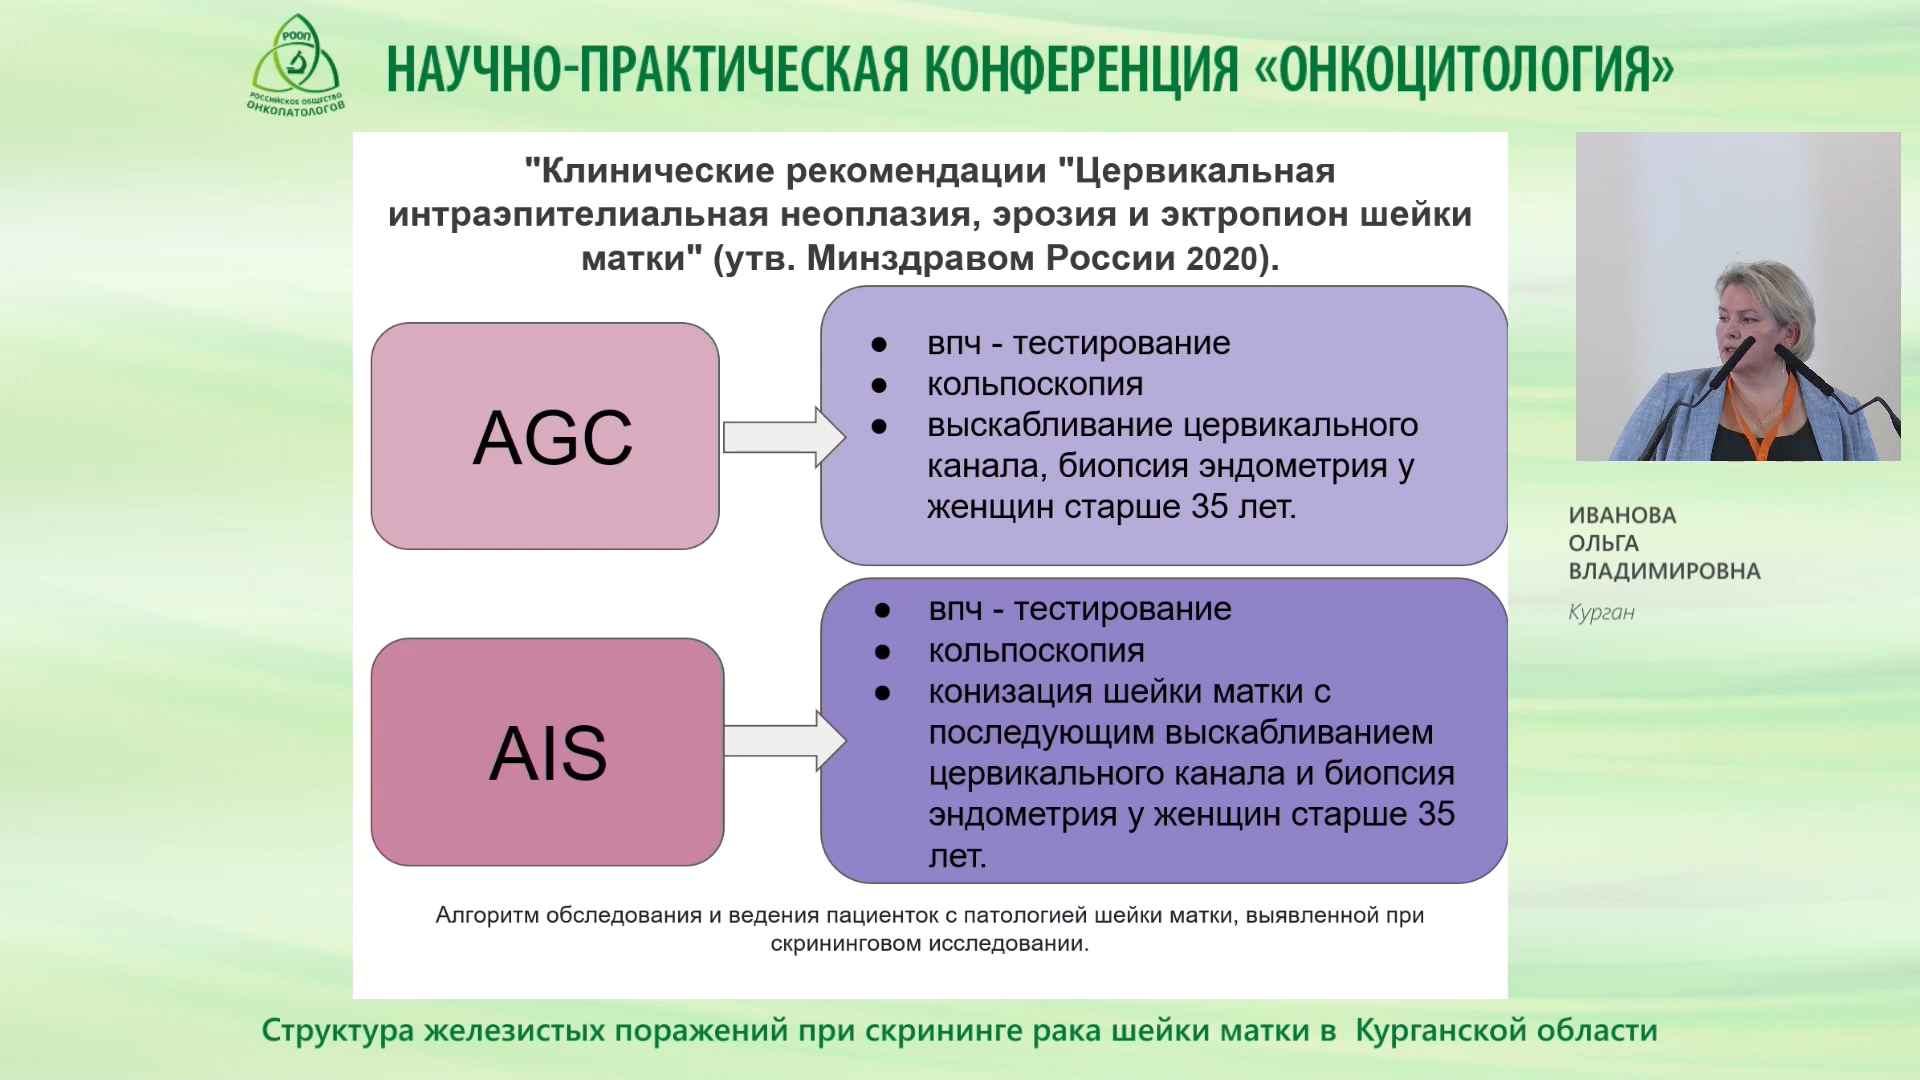 РООП
РОССИЙСКОЕ ОБЩЕСТВО
ОНКОПАТОЛОГОВ
НАУЧНО-ПРАКТИЧЕСКАЯ КОНФЕРЕНЦИЯ «ОНКОЦИТОЛОГИЯ»
"Клинические рекомендации "Цервикальная
интраэпителиальная неоплазия, эрозия и эктропион шейки
матки" (утв. Минздравом России 2020).
AGC
● впч - тестирование
● кольпоскопия
● выскабливание цервикального
канала, биопсия эндометрия у
женщин старше 35 лет.
AIS
● впч - тестирование
● кольпоскопия
● конизация шейки матки с
последующим выскабливанием
цервикального канала и биопсия
эндометрия у женщин старше 35
лет.
Алгоритм обследования и ведения пациенток с патологией шейки матки, выявленной при
скрининговом исследовании.
ИВАНОВА
ОЛЬГА
ВЛАДИМИРОВНА
Курган
Структура железистых поражений при скрининге рака шейки матки в  Курганской области